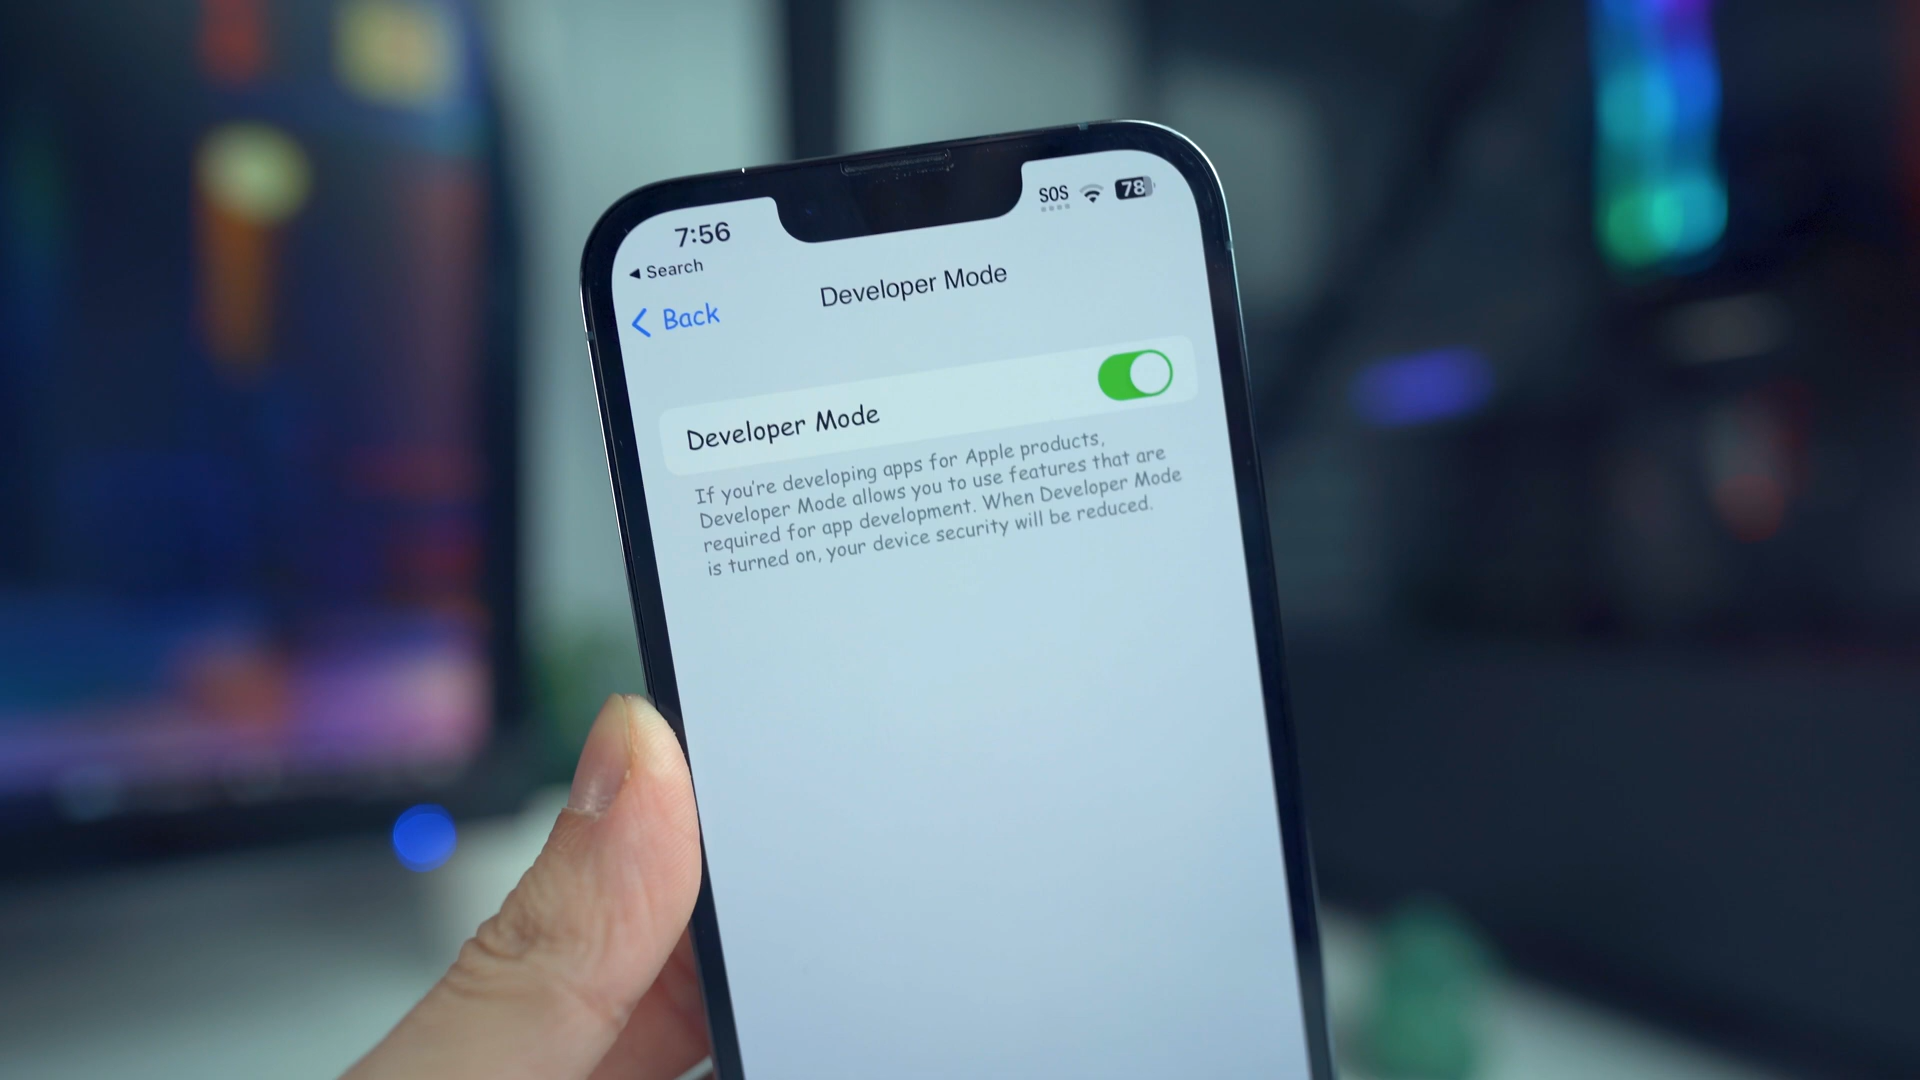 7:56
SOS 78
◀ Search
Back
Developer Mode
Developer Mode
If you're developing apps for Apple products,
Developer Mode allows you to use features that are
required for app development. When Developer Mode
is turned on, your device security will be reduced.